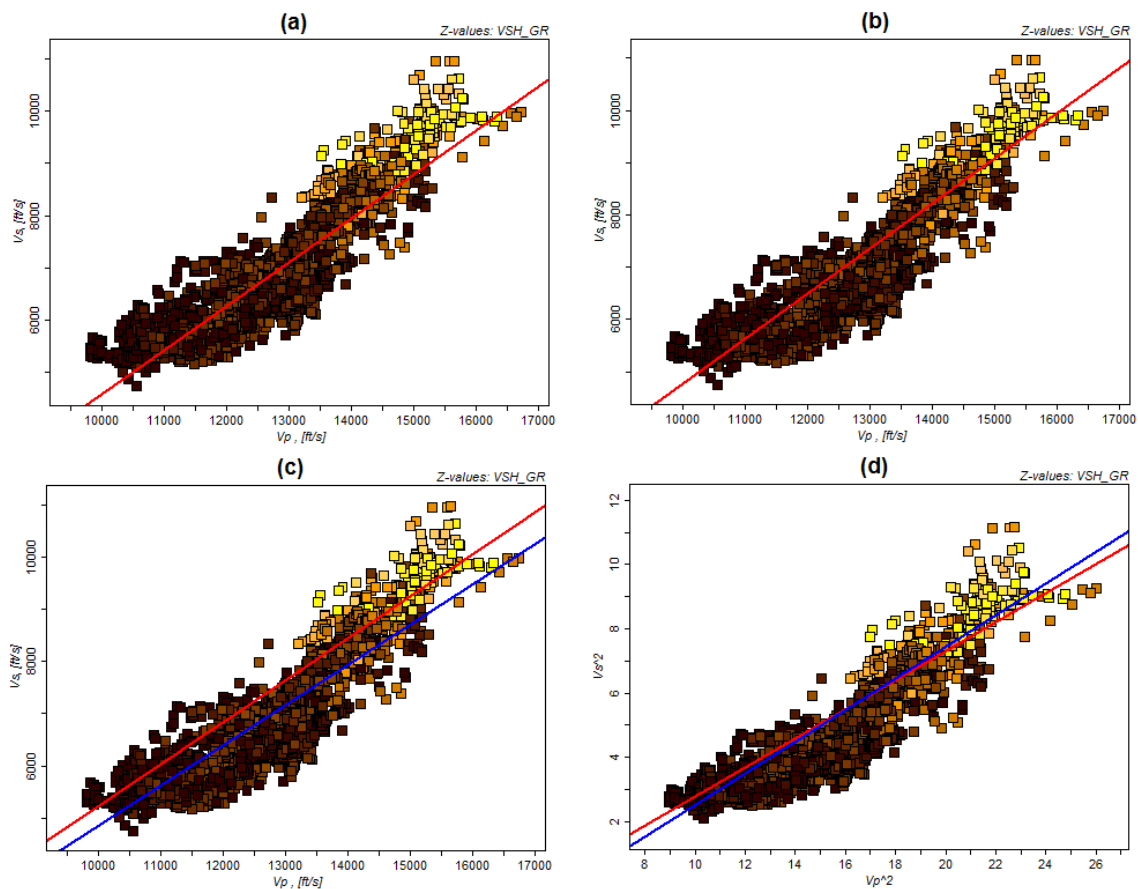 (a)
Z-values: VSH_GR
10000
8000
6000
Vs, [ft/s]
10000 11000 12000 13000 14000 15000 16000 17000
Vp , [ft/s]
(b)
Z-values: VSH_GR
10000
8000
6000
Vs, [ft/s]
10000 11000 12000 13000 14000 15000 16000 17000
Vp , [ft/s]
(c)
Z-values: VSH_GR
10000
8000
6000
Vs, [ft/s]
10000 11000 12000 13000 14000 15000 16000 17000
Vp , [ft/s]
(d)
Z-values: VSH_GR
12
10
8
6
4
2
Vs^2
8 10 12 14 16 18 20 22 24 26
Vp^2